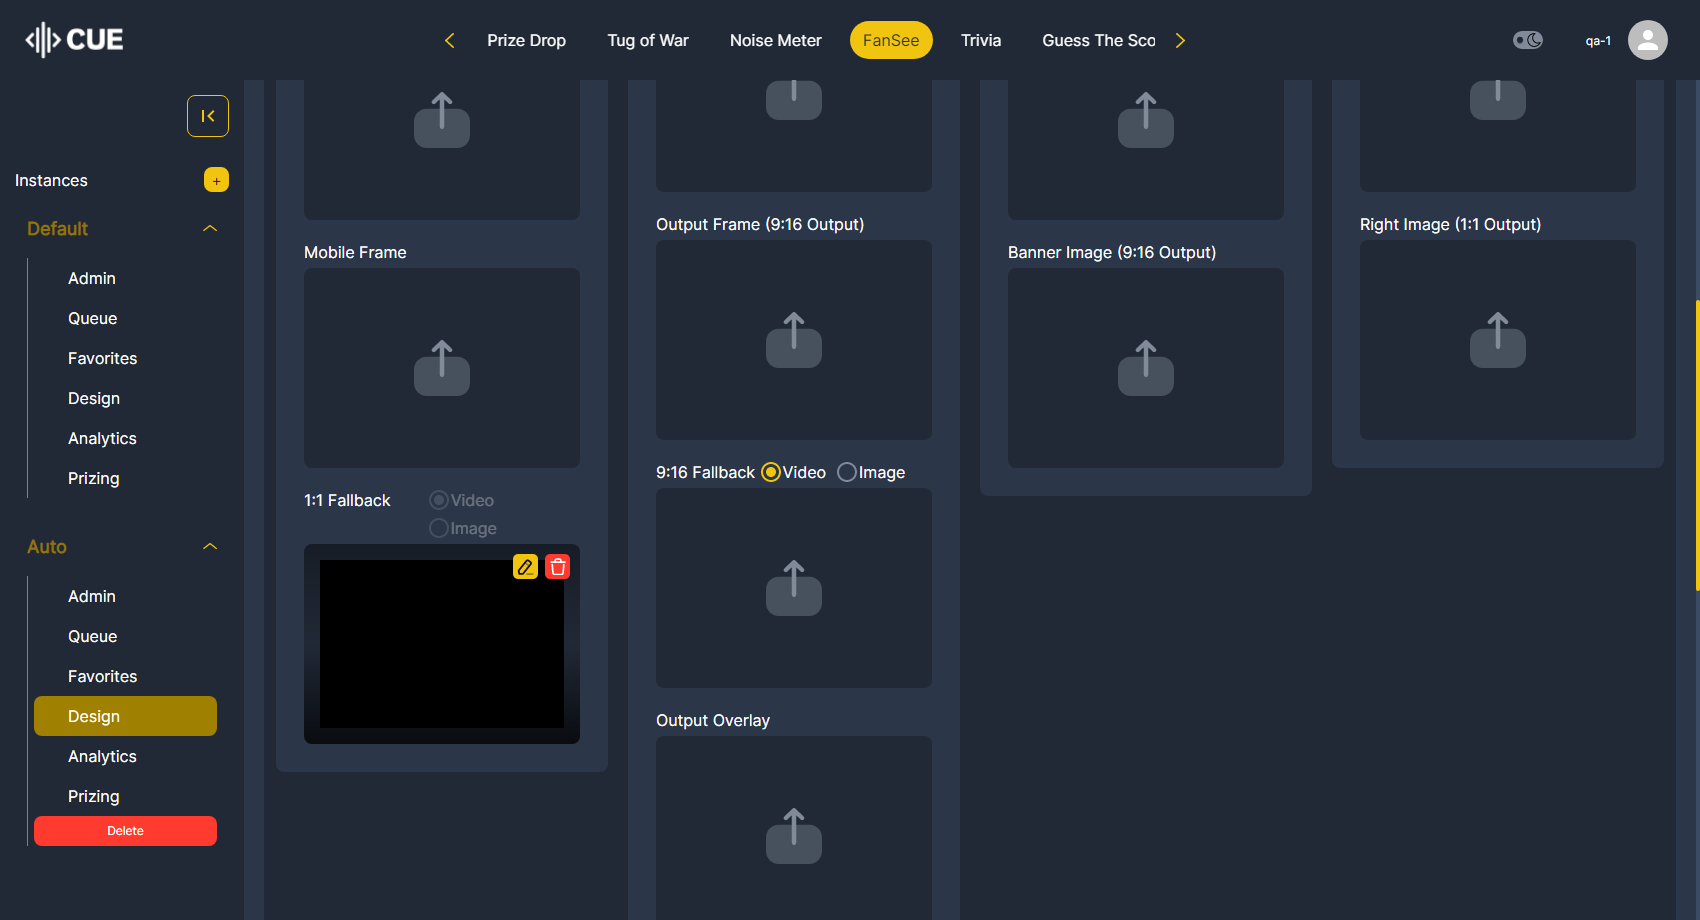 CUE
Prize Drop
Tug of War
Noise Meter
FanSee
Trivia
Guess The Sco
qa-1
Instances
+
Default
Admin
Queue
Favorites
Design
Analytics
Prizing
Auto
Admin
Queue
Favorites
Design
Analytics
Prizing
Delete
Mobile Frame
1:1 Fallback
Video
Image
Output Frame (9:16 Output)
9:16 Fallback Video Image
Output Overlay
Banner Image (9:16 Output)
Right Image (1:1 Output)